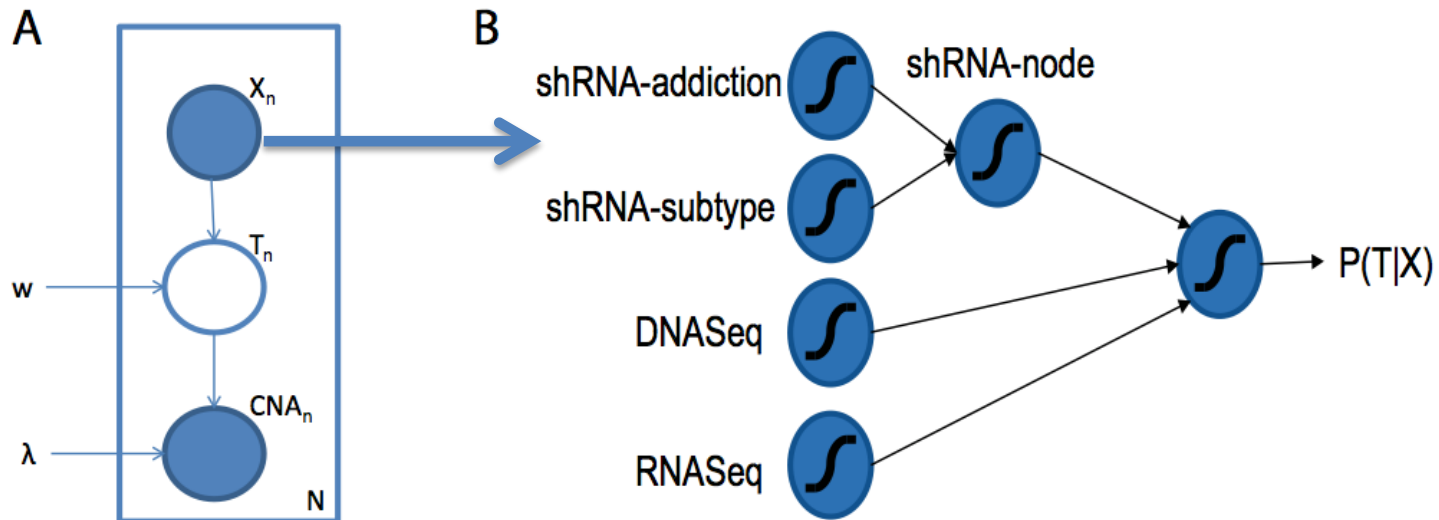 A
Xₙ
Tₙ
w
CNAₙ
λ
N
B
shRNA-addiction
shRNA-node
shRNA-subtype
P(T|X)
DNASeq
RNASeq